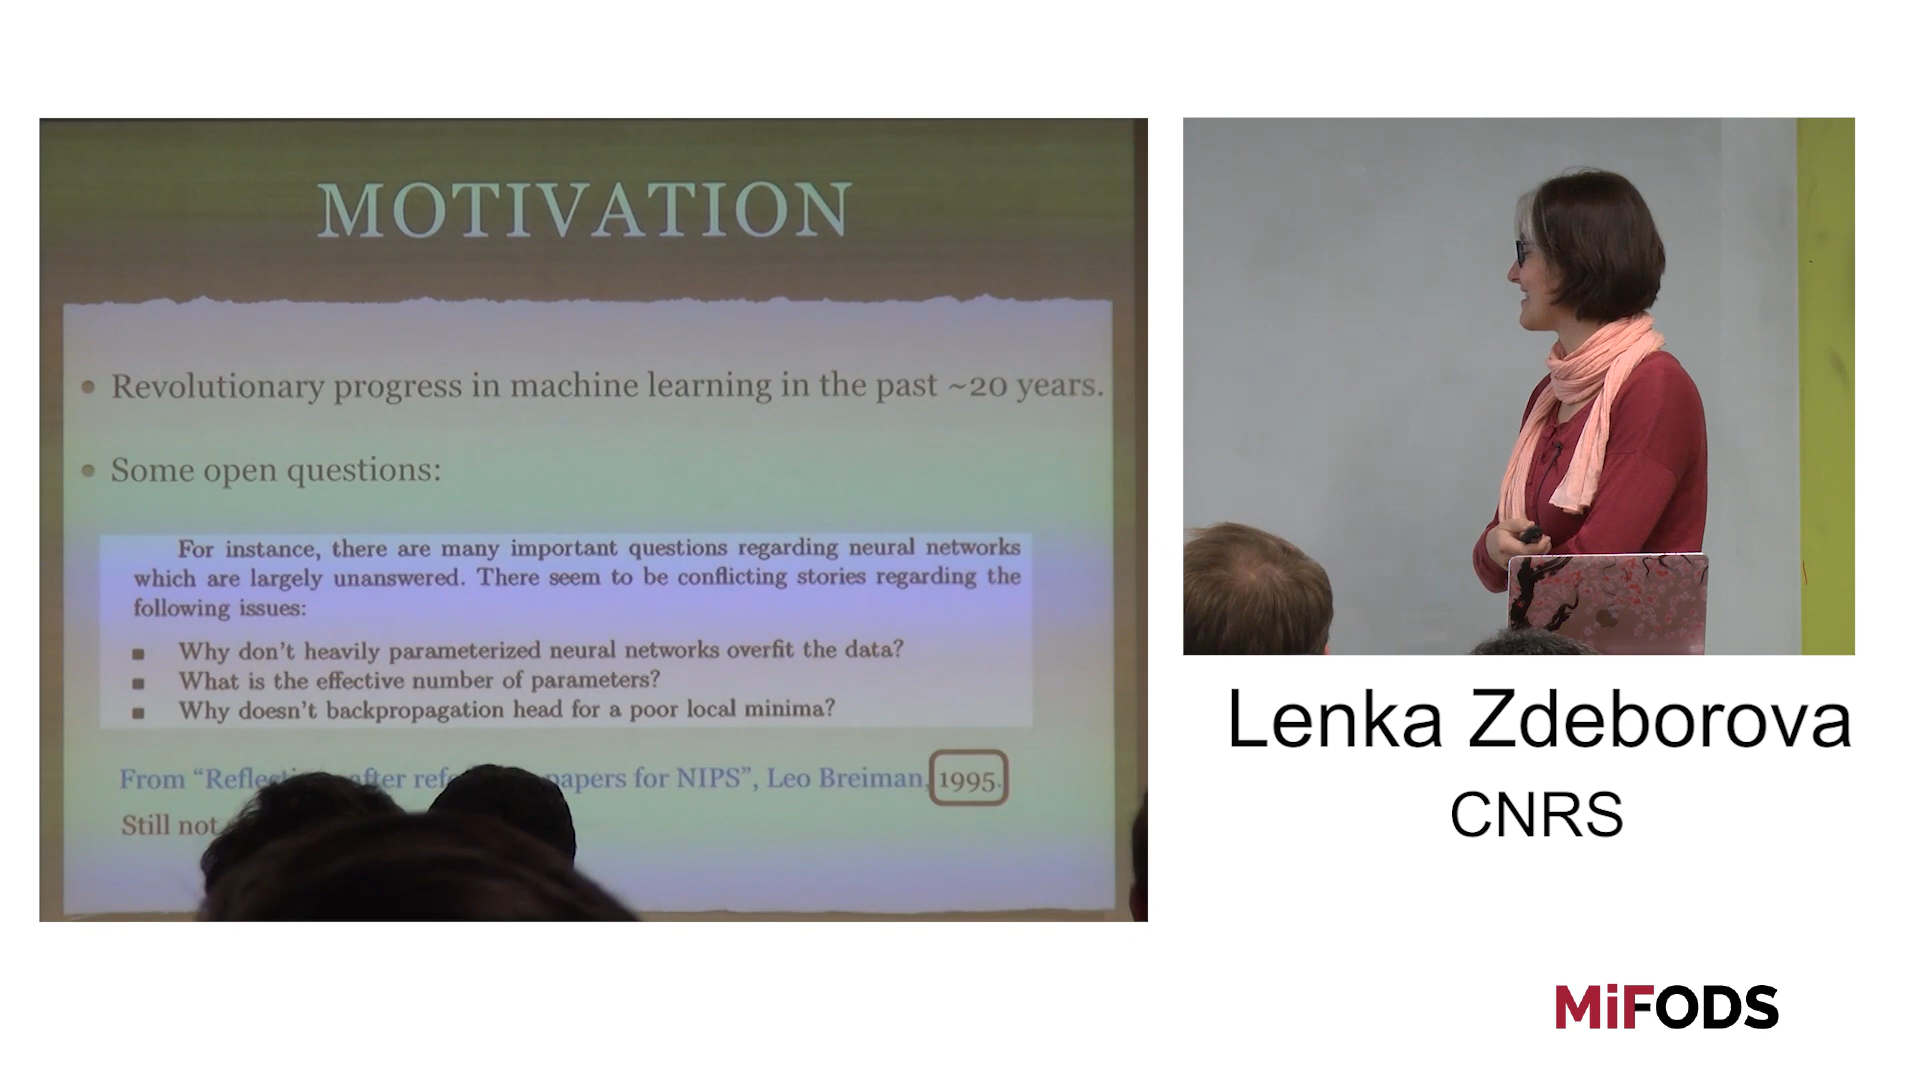 MOTIVATION
• Revolutionary progress in machine learning in the past ~20 years.
• Some open questions:
For instance, there are many important questions regarding neural networks
which are largely unanswered. There seem to be conflicting stories regarding the
following issues:
■ Why don't heavily parameterized neural networks overfit the data?
■ What is the effective number of parameters?
■ Why doesn't backpropagation head for a poor local minima?
From "Reflections after papers for NIPS", Leo Breiman, 1995.
Still not
Lenka Zdeborova
CNRS
MiFODS